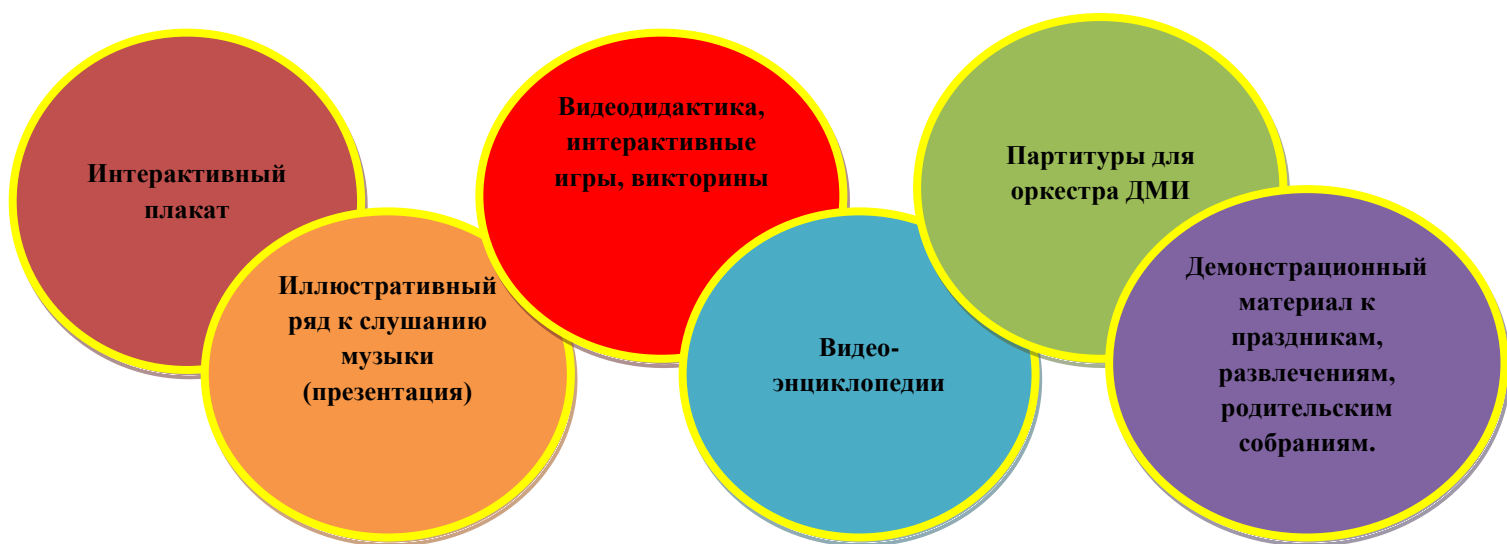 Интерактивный
плакат
Иллюстративный
ряд к слушанию
музыки
(презентация)
Видеодидактика,
интерактивные
игры, викторины
Видео-
энциклопедии
Партитуры для
оркестра ДМИ
Демонстрационный
материал к
праздникам,
развлечениям,
родительским
собраниям.